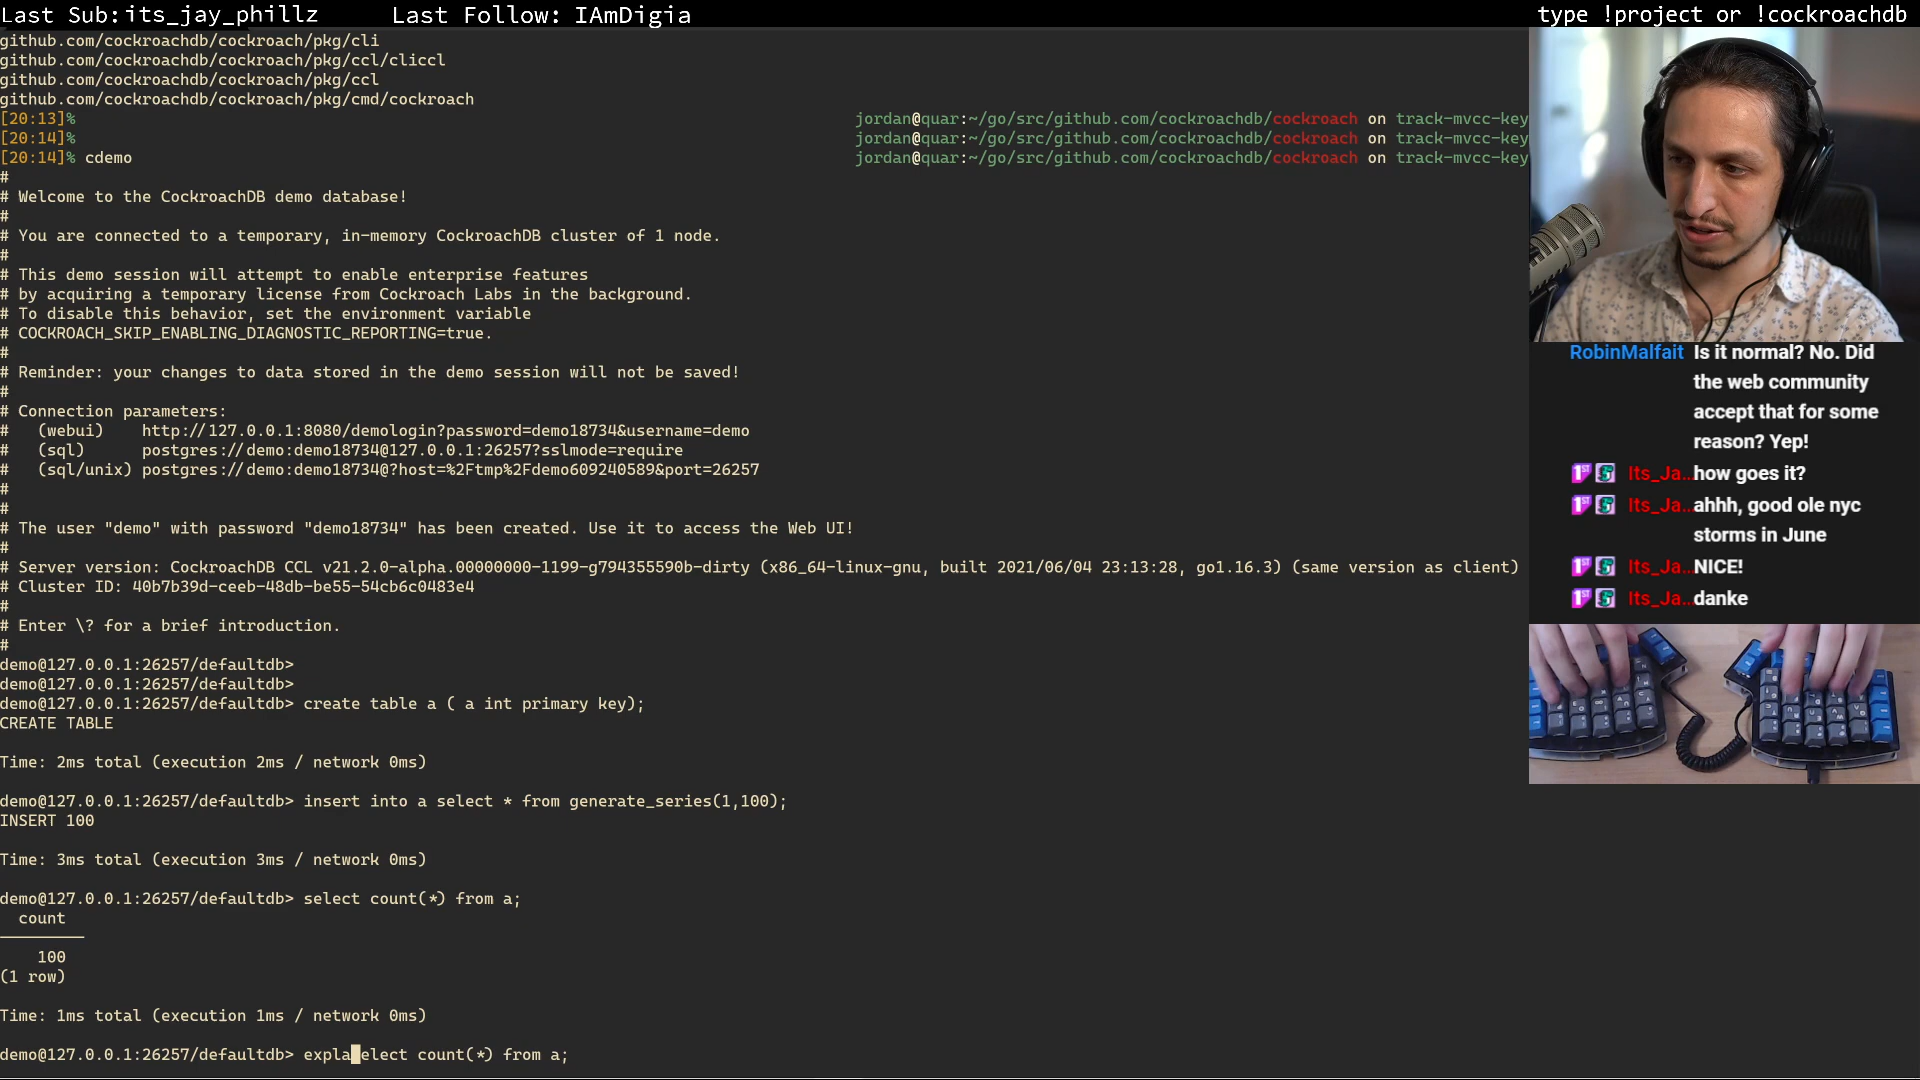 Last Sub:its_jay_phillz Last Follow: IAmDigia type !project or !cockroachdb
github.com/cockroachdb/cockroach/pkg/cli
github.com/cockroachdb/cockroach/pkg/ccl/cliccl
github.com/cockroachdb/cockroach/pkg/ccl
github.com/cockroachdb/cockroach/pkg/cmd/cockroach
[20:13]% jordan@quar:~/go/src/github.com/cockroachdb/cockroach on track-mvcc-key
[20:14]% jordan@quar:~/go/src/github.com/cockroachdb/cockroach on track-mvcc-key
[20:14]% cdemo jordan@quar:~/go/src/github.com/cockroachdb/cockroach on track-mvcc-key
#
# Welcome to the CockroachDB demo database!
#
# You are connected to a temporary, in-memory CockroachDB cluster of 1 node.
#
# This demo session will attempt to enable enterprise features
# by acquiring a temporary license from Cockroach Labs in the background.
# To disable this behavior, set the environment variable
# COCKROACH_SKIP_ENABLING_DIAGNOSTIC_REPORTING=true.
#
# Reminder: your changes to data stored in the demo session will not be saved!
#
# Connection parameters:
#   (webui)    http://127.0.0.1:8080/demologin?password=demo18734&username=demo
#   (sql)      postgres://demo:demo18734@127.0.0.1:26257?sslmode=require
#   (sql/unix) postgres://demo:demo18734@?host=%2Ftmp%2Fdemo609240589&port=26257
#
#
# The user "demo" with password "demo18734" has been created. Use it to access the Web UI!
#
# Server version: CockroachDB CCL v21.2.0-alpha.00000000-1199-g794355590b-dirty (x86_64-linux-gnu, built 2021/06/04 23:13:28, go1.16.3) (same version as client)
# Cluster ID: 40b7b39d-ceeb-48db-be55-54cb6c0483e4
#
# Enter \? for a brief introduction.
#
demo@127.0.0.1:26257/defaultdb>
demo@127.0.0.1:26257/defaultdb>
demo@127.0.0.1:26257/defaultdb> create table a ( a int primary key);
CREATE TABLE
Time: 2ms total (execution 2ms / network 0ms)
demo@127.0.0.1:26257/defaultdb> insert into a select * from generate_series(1,100);
INSERT 100
Time: 3ms total (execution 3ms / network 0ms)
demo@127.0.0.1:26257/defaultdb> select count(*) from a;
count
100
(1 row)
Time: 1ms total (execution 1ms / network 0ms)
demo@127.0.0.1:26257/defaultdb> expla elect count(*) from a;
RobinMalfait Is it normal? No. Did
the web community
accept that for some
reason? Yep!
Its_Ja... how goes it?
Its_Ja... ahhh, good ole nyc
storms in June
Its_Ja... NICE!
Its_Ja... danke